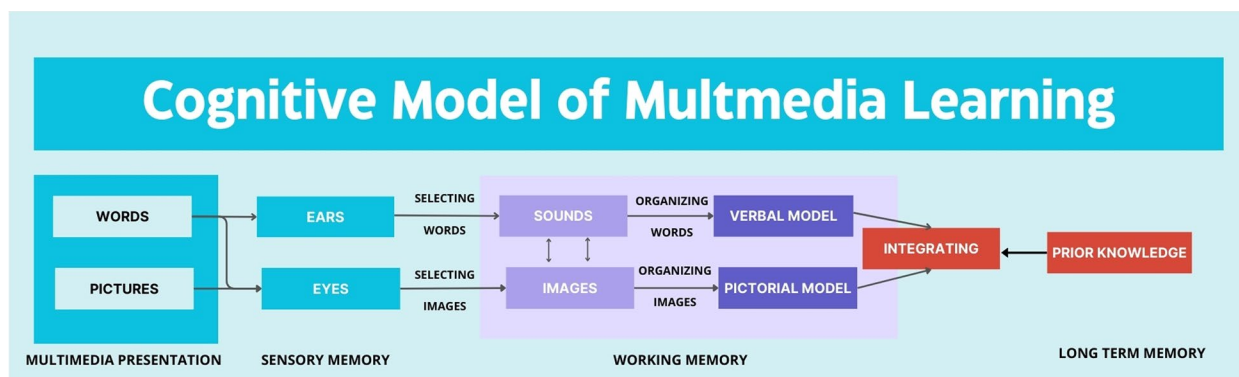 Cognitive Model of Multmedia Learning
WORDS
PICTURES
MULTIMEDIA PRESENTATION
EARS
EYES
SENSORY MEMORY
SELECTING
WORDS
SELECTING
IMAGES
SOUNDS
IMAGES
ORGANIZING
WORDS
ORGANIZING
IMAGES
VERBAL MODEL
PICTORIAL MODEL
WORKING MEMORY
INTEGRATING
PRIOR KNOWLEDGE
LONG TERM MEMORY